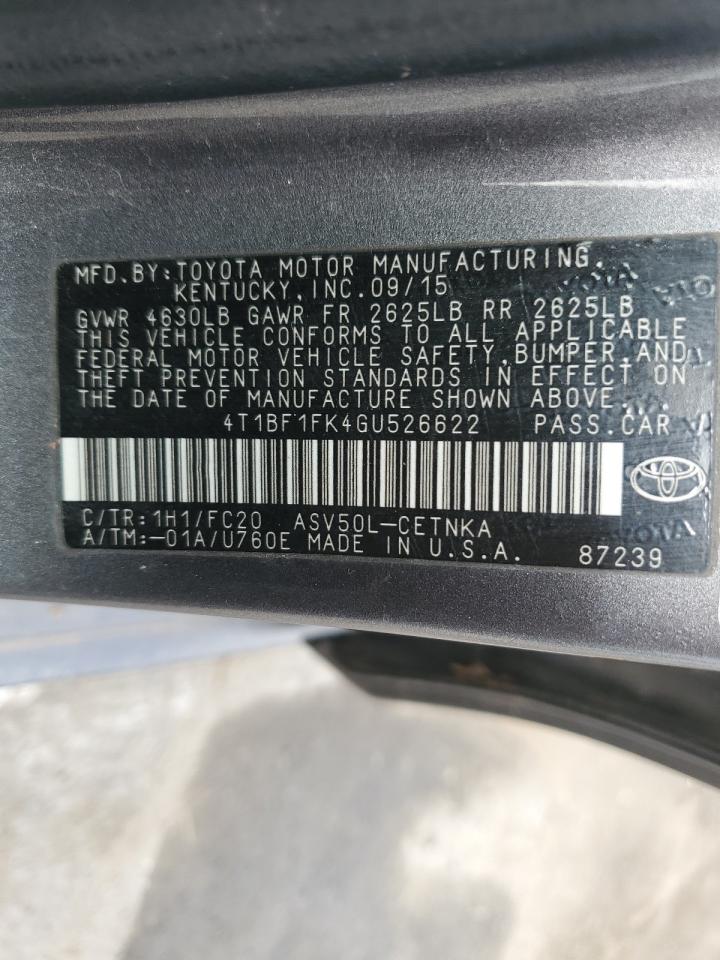 MFD. BY: TOYOTA MOTOR MANUFACTURING,
KENTUCKY, INC. 09/15
GVWR 4630LB GAWR FR 2625LB RR 2625LB
THIS VEHICLE CONFORMS TO ALL APPLICABLE
FEDERAL MOTOR VEHICLE SAFETY, BUMPER, AND
THEFT PREVENTION STANDARDS IN EFFECT ON
THE DATE OF MANUFACTURE SHOWN ABOVE.
4T1BF1FK4GU526622 PASS. CAR
C/TR: 1H1/FC20 ASV50L-CETNKA
A/TM:-01A/U760E MADE IN U.S.A. 87239
TOYOTA